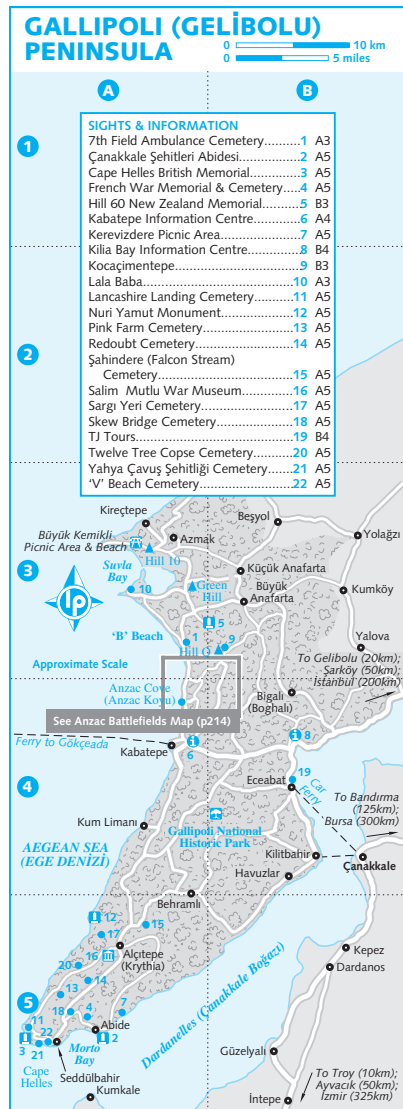 GALLIPOLI (GELİBOLU)
PENINSULA
0 10 km
0 5 miles
A B
1
SIGHTS & INFORMATION
7th Field Ambulance Cemetery..........1 A3
Çanakkale Şehitleri Abidesi...............2 A5
Cape Helles British Memorial............3 A5
French War Memorial & Cemetery...4 A5
Hill 60 New Zealand Memorial.........5 B3
Kabatepe Information Centre...........6 A4
Kerevizdere Picnic Area....................7 A5
Kilia Bay Information Centre.............8 B4
Kocaçimentepe................................9 B3
Lala Baba.......................................10 A3
Lancashire Landing Cemetery..........11 A5
Nuri Yamut Monument...................12 A5
Pink Farm Cemetery.......................13 A5
Redoubt Cemetery.........................14 A5
Şahindere (Falcon Stream)
Cemetery....................................15 A5
Salim Mutlu War Museum..............16 A5
Sargı Yeri Cemetery........................17 A5
Skew Bridge Cemetery...................18 A5
TJ Tours.........................................19 B4
Twelve Tree Copse Cemetery..........20 A5
Yahya Çavuş Şehitliği Cemetery......21 A5
'V' Beach Cemetery........................22 A5
2
Kireçtepe
Beşyol
Büyük Kemikli
Picnic Area & Beach
Azmak
Yolağzı
Hill 10
3
Suvla
Bay
Küçük Anafarta
10
Green
Hill
Büyük
Anafarta
Kumköy
lp
5
'B' Beach
1
9
Hill Q
Yalova
Approximate Scale
To Gelibolu (20km);
Şarköy (50km);
İstanbul (200km)
Anzac Cove
(Anzac Koyu)
Bigalı
(Boghalı)
See Anzac Battlefields Map (p214)
Ferry to Gökçeada
Kabatepe
6
8
4
19
Eceabat
Car
Ferry
To Bandırma
(125km);
Bursa (300km)
Kum Limanı
Gallipoli National
Historic Park
AEGEAN SEA
(EGE DENİZİ)
Kilitbahir
Çanakkale
Havuzlar
Behramlı
12
15
17
16
Alçıtepe
(Krythia)
20
Kepez
Dardanos
14
13
5
18
4
7
11
22
Abide
2
3
21
Morto
Bay
Dardanelles (Çanakkale Boğazı)
Cape
Helles
Seddülbahir
Kumkale
Güzelyalı
To Troy (10km);
Ayvacık (50km);
İzmir (325km)
İntepe